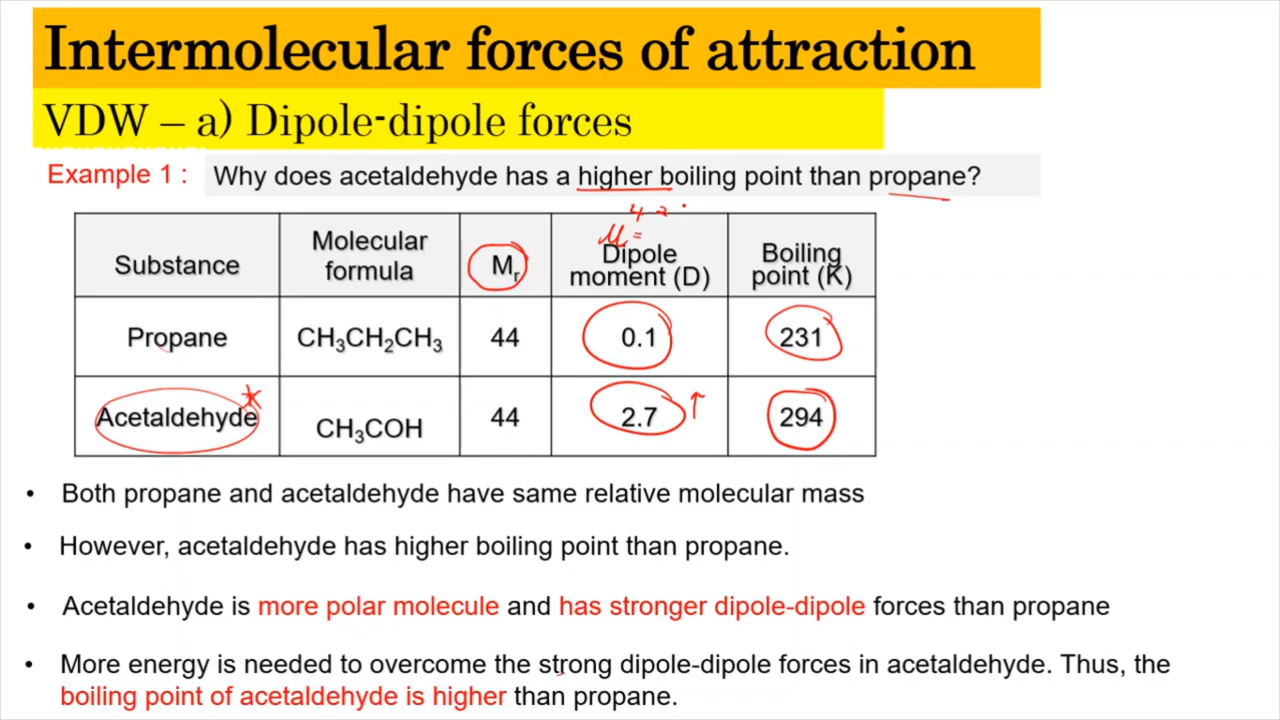 Intermolecular forces of attraction
VDW – a) Dipole-dipole forces
Example 1 : Why does acetaldehyde has a higher boiling point than propane?
Substance Molecular formula Mr Dipole moment (D) Boiling point (K)
μ =
Propane CH₃CH₂CH₃ 44 0.1 231
Acetaldehyde CH₃COH 44 2.7 ↑ 294
• Both propane and acetaldehyde have same relative molecular mass
• However, acetaldehyde has higher boiling point than propane.
• Acetaldehyde is more polar molecule and has stronger dipole-dipole forces than propane
• More energy is needed to overcome the strong dipole-dipole forces in acetaldehyde. Thus, the
boiling point of acetaldehyde is higher than propane.